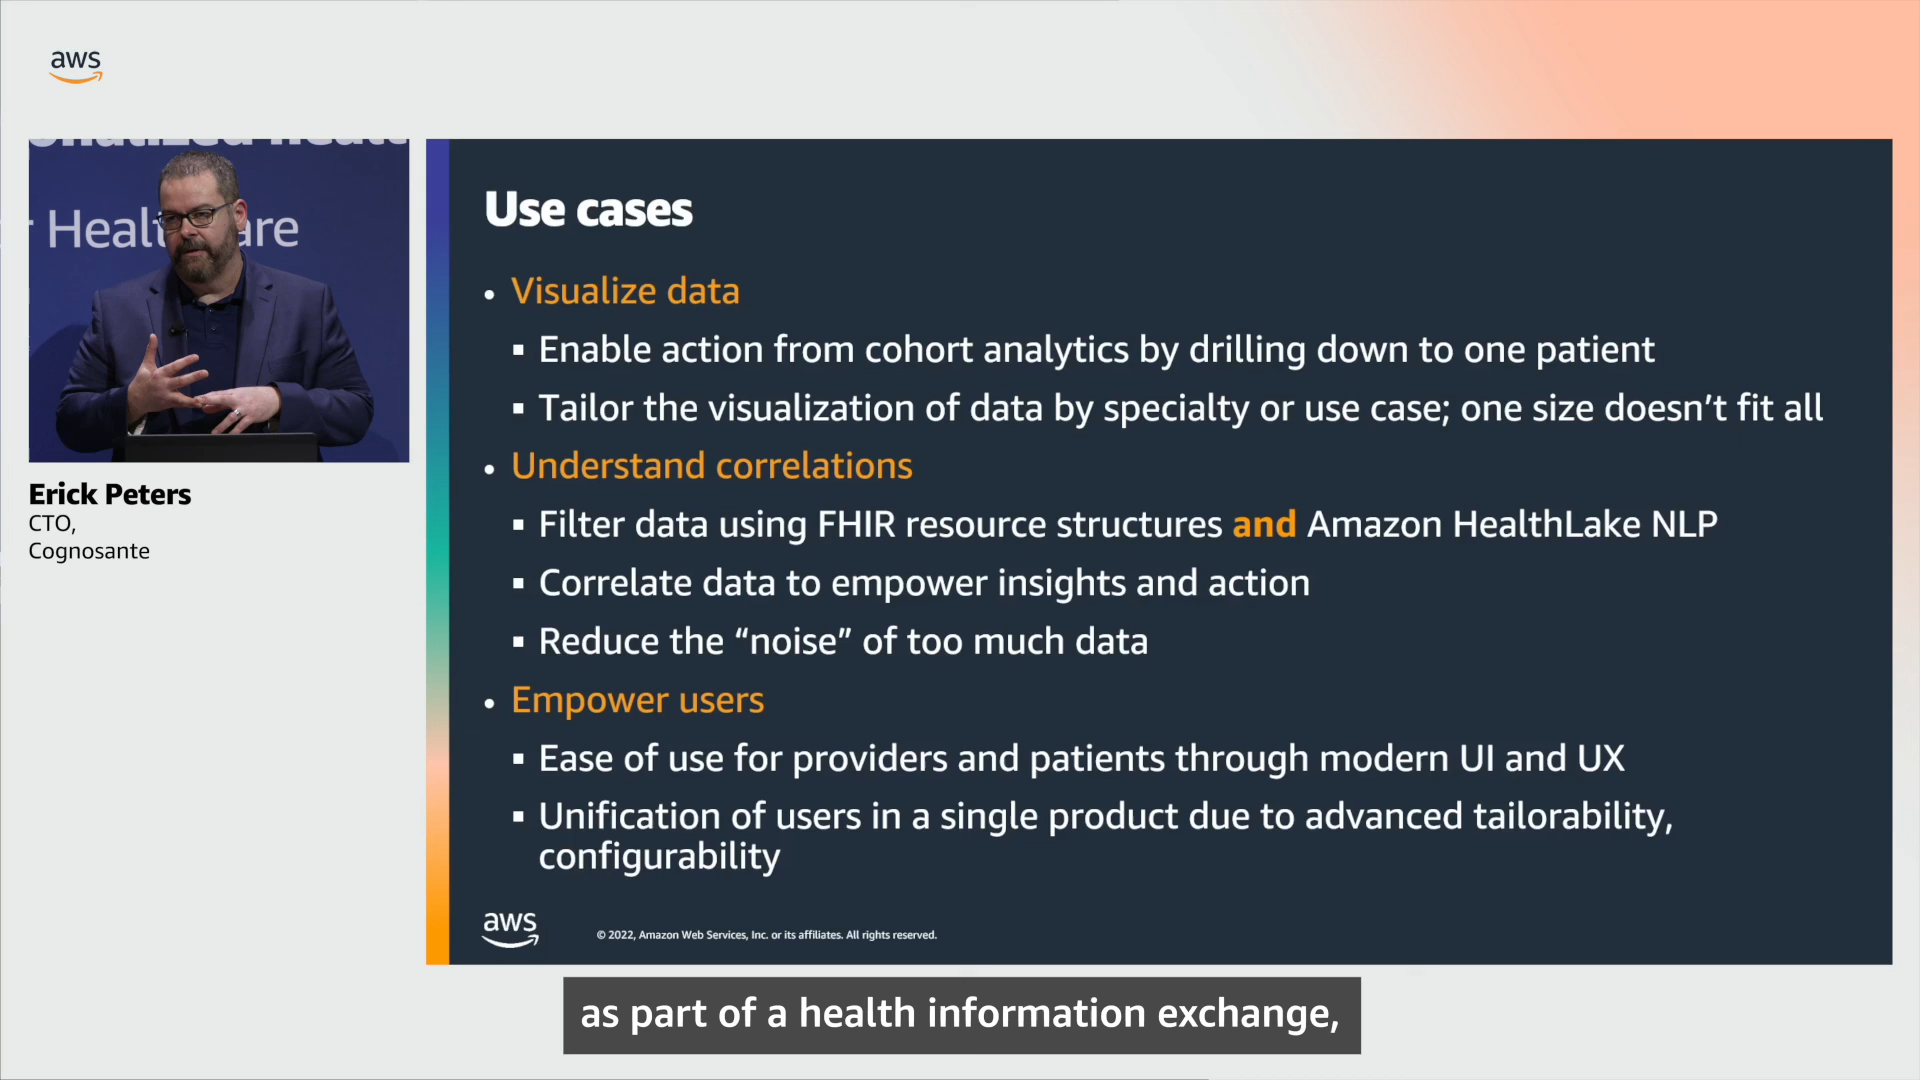 aws
Healthcare
Erick Peters
CTO,
Cognosante
Use cases
• Visualize data
▪ Enable action from cohort analytics by drilling down to one patient
▪ Tailor the visualization of data by specialty or use case; one size doesn’t fit all
• Understand correlations
▪ Filter data using FHIR resource structures and Amazon HealthLake NLP
▪ Correlate data to empower insights and action
▪ Reduce the “noise” of too much data
• Empower users
▪ Ease of use for providers and patients through modern UI and UX
▪ Unification of users in a single product due to advanced tailorability,
configurability
aws
© 2022, Amazon Web Services, Inc. or its affiliates. All rights reserved.
as part of a health information exchange,